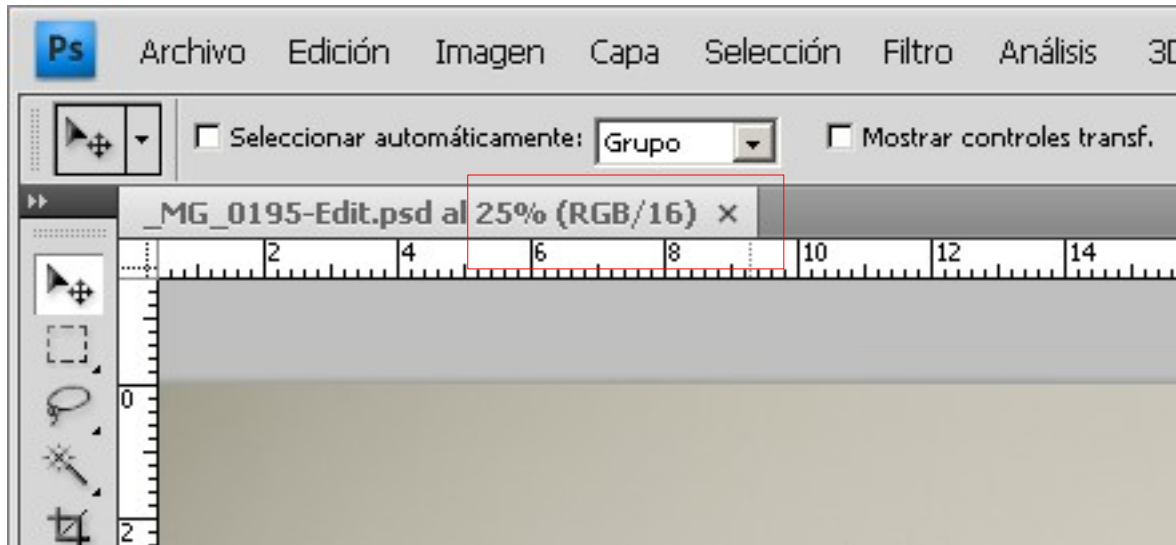 Ps Archivo Edición Imagen Capa Selección Filtro Análisis 3D
Seleccionar automáticamente: Grupo Mostrar controles transf.
_MG_0195-Edit.psd al 25% (RGB/16) ×
2 4 6 8 10 12 14
0
2